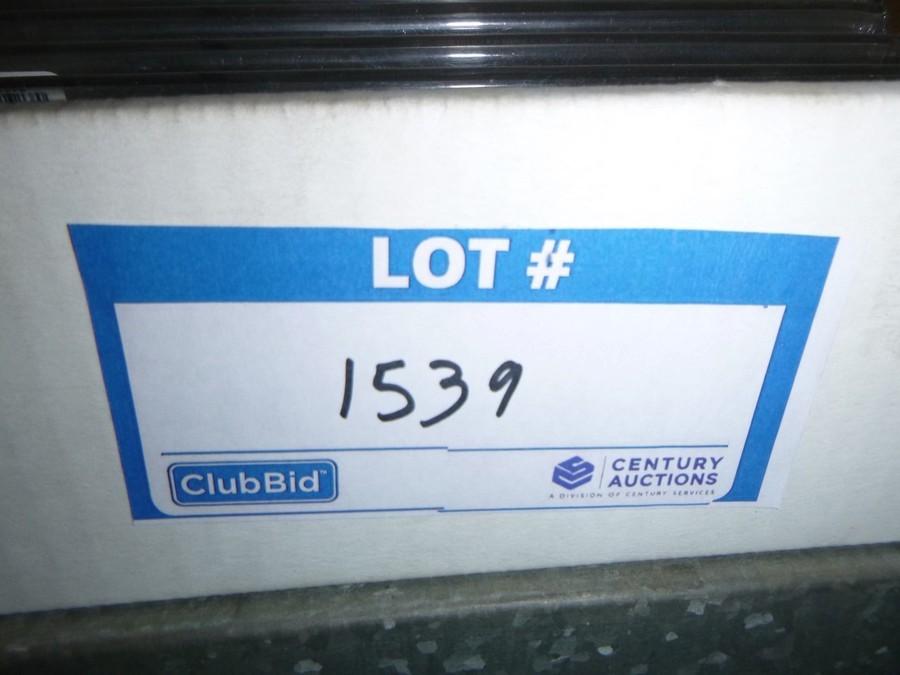 LOT #
1539
ClubBid™
CENTURY
AUCTIONS
A DIVISION OF CENTURY SERVICES